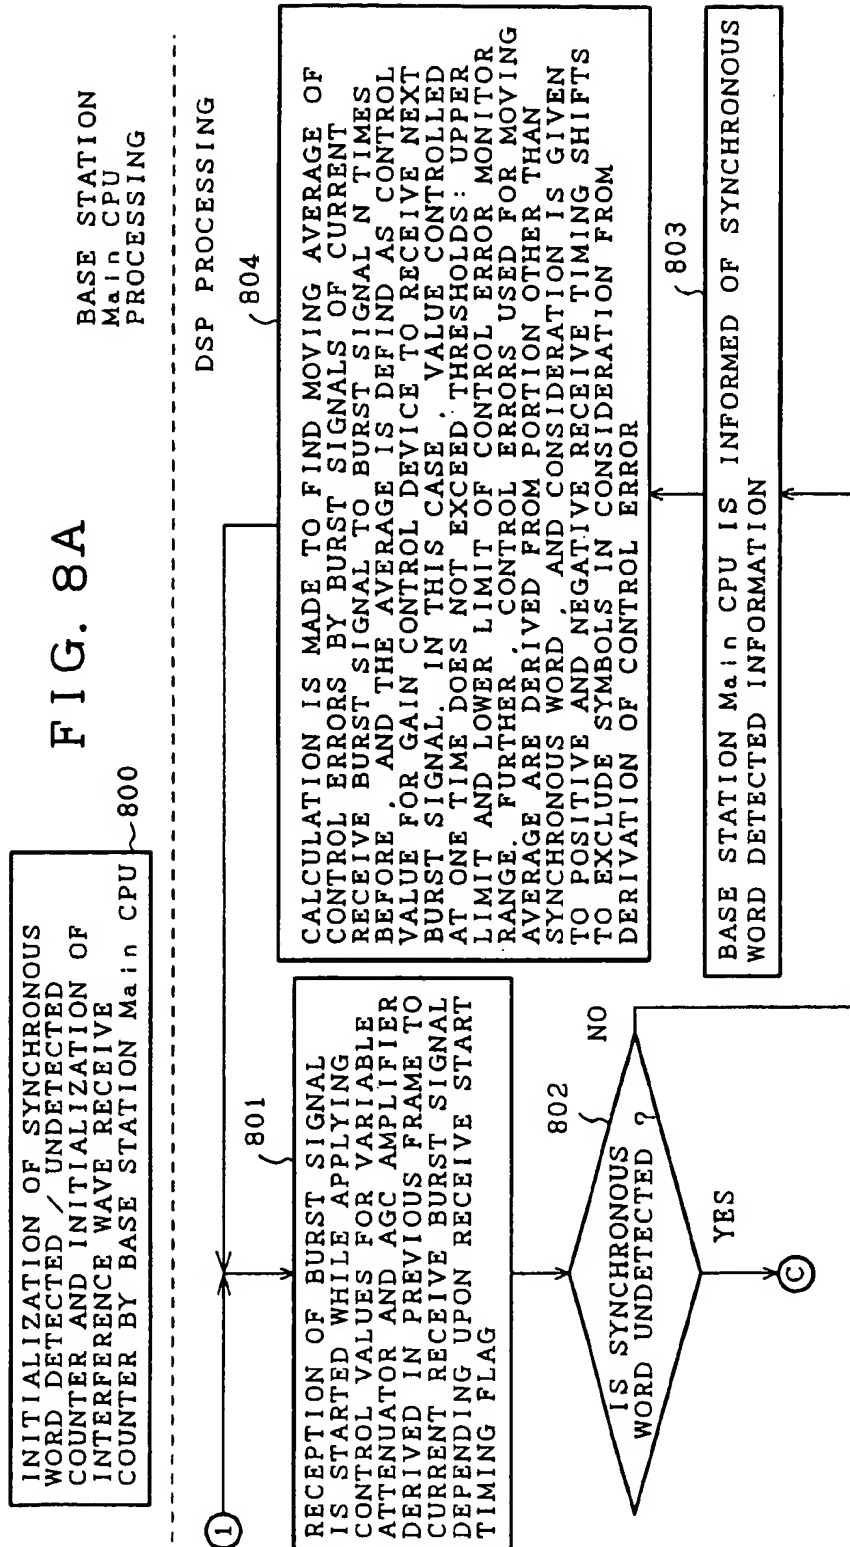 FIG. 8A
INITIALIZATION OF SYNCHRONOUS
WORD DETECTED / UNDETECTED
COUNTER AND INITIALIZATION OF
INTERFERENCE WAVE RECEIVE
COUNTER BY BASE STATION Main CPU
800
BASE STATION
Main CPU
PROCESSING
DSP PROCESSING
1
801
RECEPTION OF BURST SIGNAL
IS STARTED WHILE APPLYING
CONTROL VALUES FOR VARIABLE
ATTENUATOR AND AGC AMPLIFIER
DERIVED IN PREVIOUS FRAME TO
CURRENT RECEIVE BURST SIGNAL
DEPENDING UPON RECEIVE START
TIMING FLAG
802
IS SYNCHRONOUS
WORD UNDETECTED ?
NO
YES
C
804
CALCULATION IS MADE TO FIND MOVING AVERAGE OF
CONTROL ERRORS BY BURST SIGNALS OF CURRENT
RECEIVE BURST SIGNAL TO BURST SIGNAL N TIMES
BEFORE , AND THE AVERAGE IS DEFIND AS CONTROL
VALUE FOR GAIN CONTROL DEVICE TO RECEIVE NEXT
BURST SIGNAL. IN THIS CASE , VALUE CONTROLLED
AT ONE TIME DOES NOT EXCEED THRESHOLDS: UPPER
LIMIT AND LOWER LIMIT OF CONTROL ERROR MONITOR
RANGE. FURTHER , CONTROL ERRORS USED FOR MOVING
AVERAGE ARE DERIVED FROM PORTION OTHER THAN
SYNCHRONOUS WORD , AND CONSIDERATION IS GIVEN
TO POSITIVE AND NEGATIVE RECEIVE TIMING SHIFTS
TO EXCLUDE SYMBOLS IN CONSIDERATION FROM
DERIVATION OF CONTROL ERROR
803
BASE STATION Main CPU IS INFORMED OF SYNCHRONOUS
WORD DETECTED INFORMATION